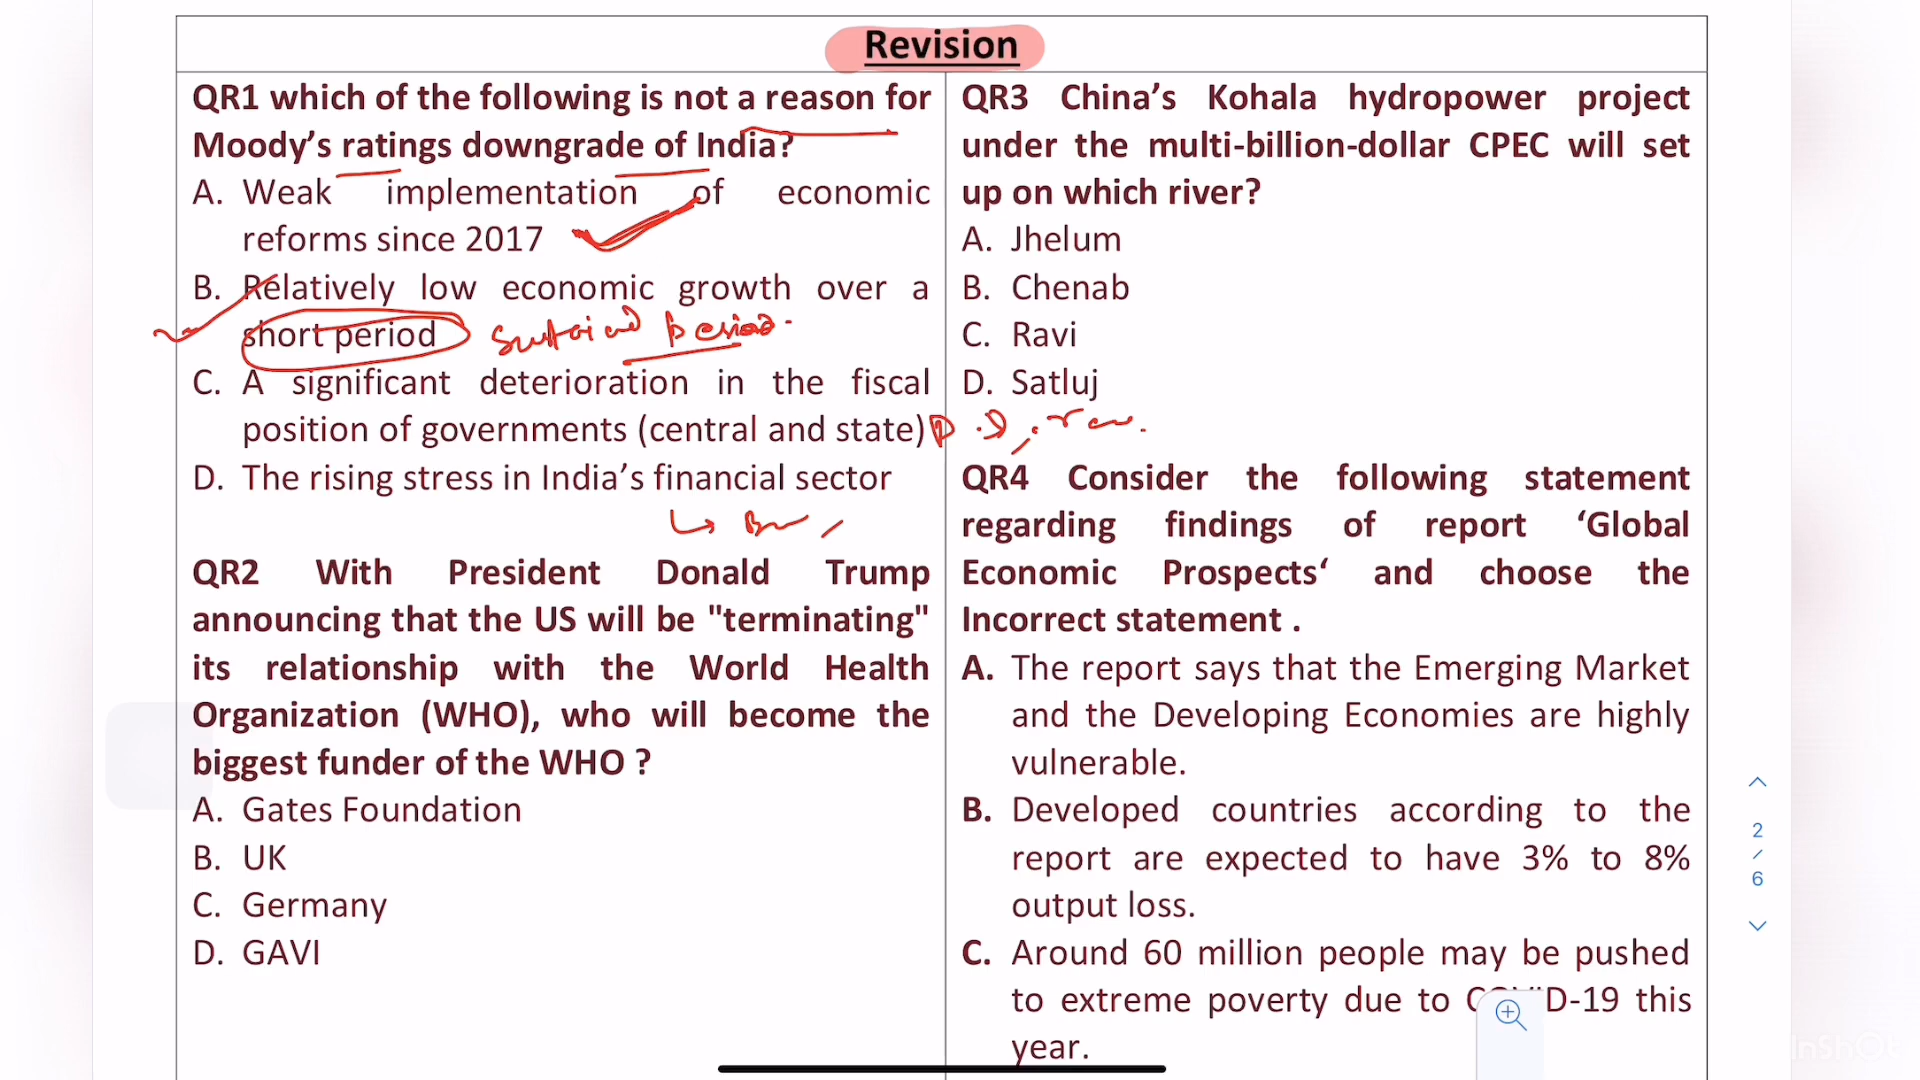 Revision
QR1 which of the following is not a reason for
Moody’s ratings downgrade of India?
A. Weak implementation of economic
reforms since 2017
B. Relatively low economic growth over a
short period sustained period.
C. A significant deterioration in the fiscal
position of governments (central and state)
D. The rising stress in India’s financial sector
QR2 With President Donald Trump
announcing that the US will be "terminating"
its relationship with the World Health
Organization (WHO), who will become the
biggest funder of the WHO ?
A. Gates Foundation
B. UK
C. Germany
D. GAVI
QR3 China’s Kohala hydropower project
under the multi-billion-dollar CPEC will set
up on which river?
A. Jhelum
B. Chenab
C. Ravi
D. Satluj
QR4 Consider the following statement
regarding findings of report ‘Global
Economic Prospects‘ and choose the
Incorrect statement .
A. The report says that the Emerging Market
and the Developing Economies are highly
vulnerable.
B. Developed countries according to the
report are expected to have 3% to 8%
output loss.
C. Around 60 million people may be pushed
to extreme poverty due to COVID-19 this
year.
2
/
6
InShOt